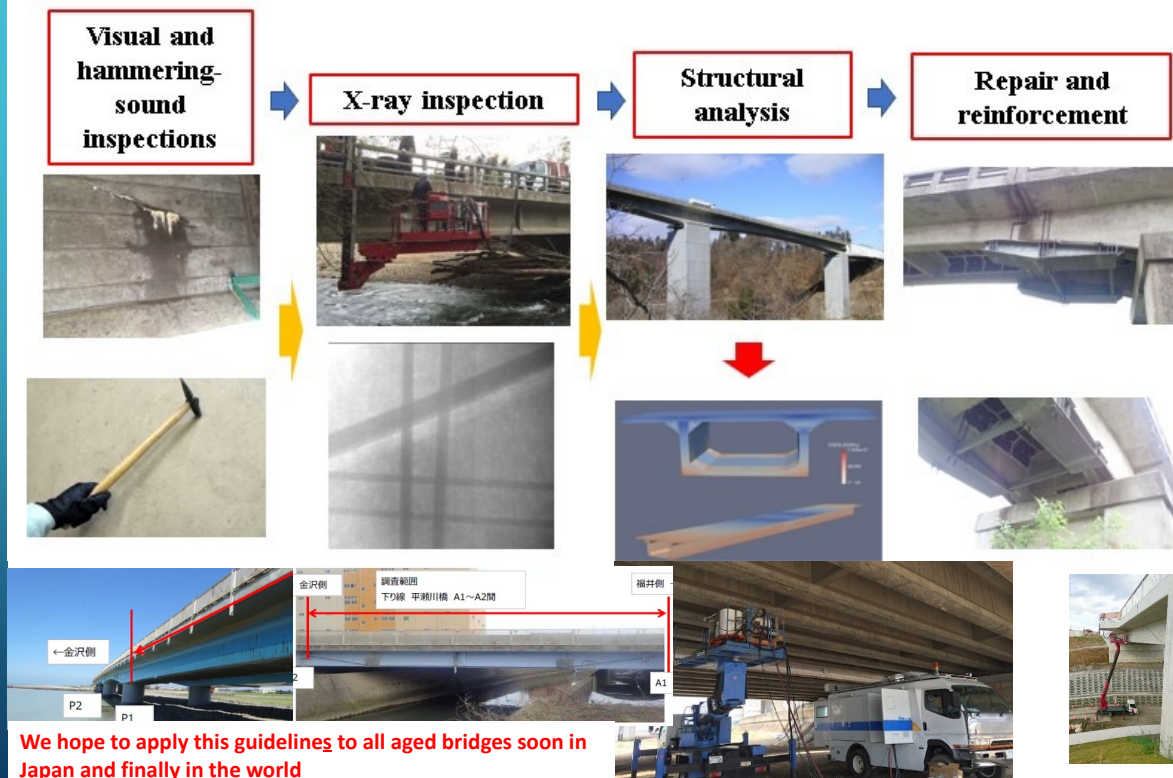 Visual and
hammering-
sound
inspections
X-ray inspection
Structural
analysis
Repair and
reinforcement
←金沢側
P2
P1
金沢側
調査範囲
下り線 平瀬川橋 A1～A2間
福井側
2
A1
We hope to apply this guidelines to all aged bridges soon in
Japan and finally in the world